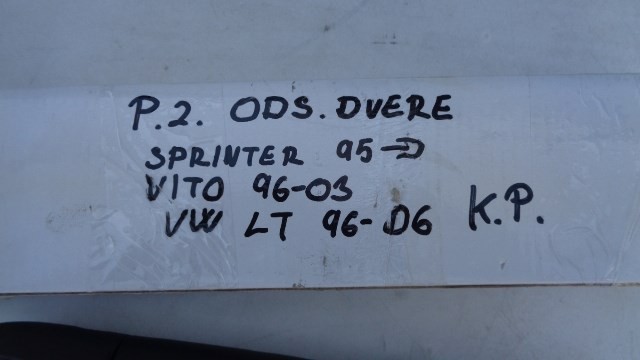 P.2. ODS. DVERE
SPRINTER 95→
VITO 96-03
VW LT 96-06
K.P.